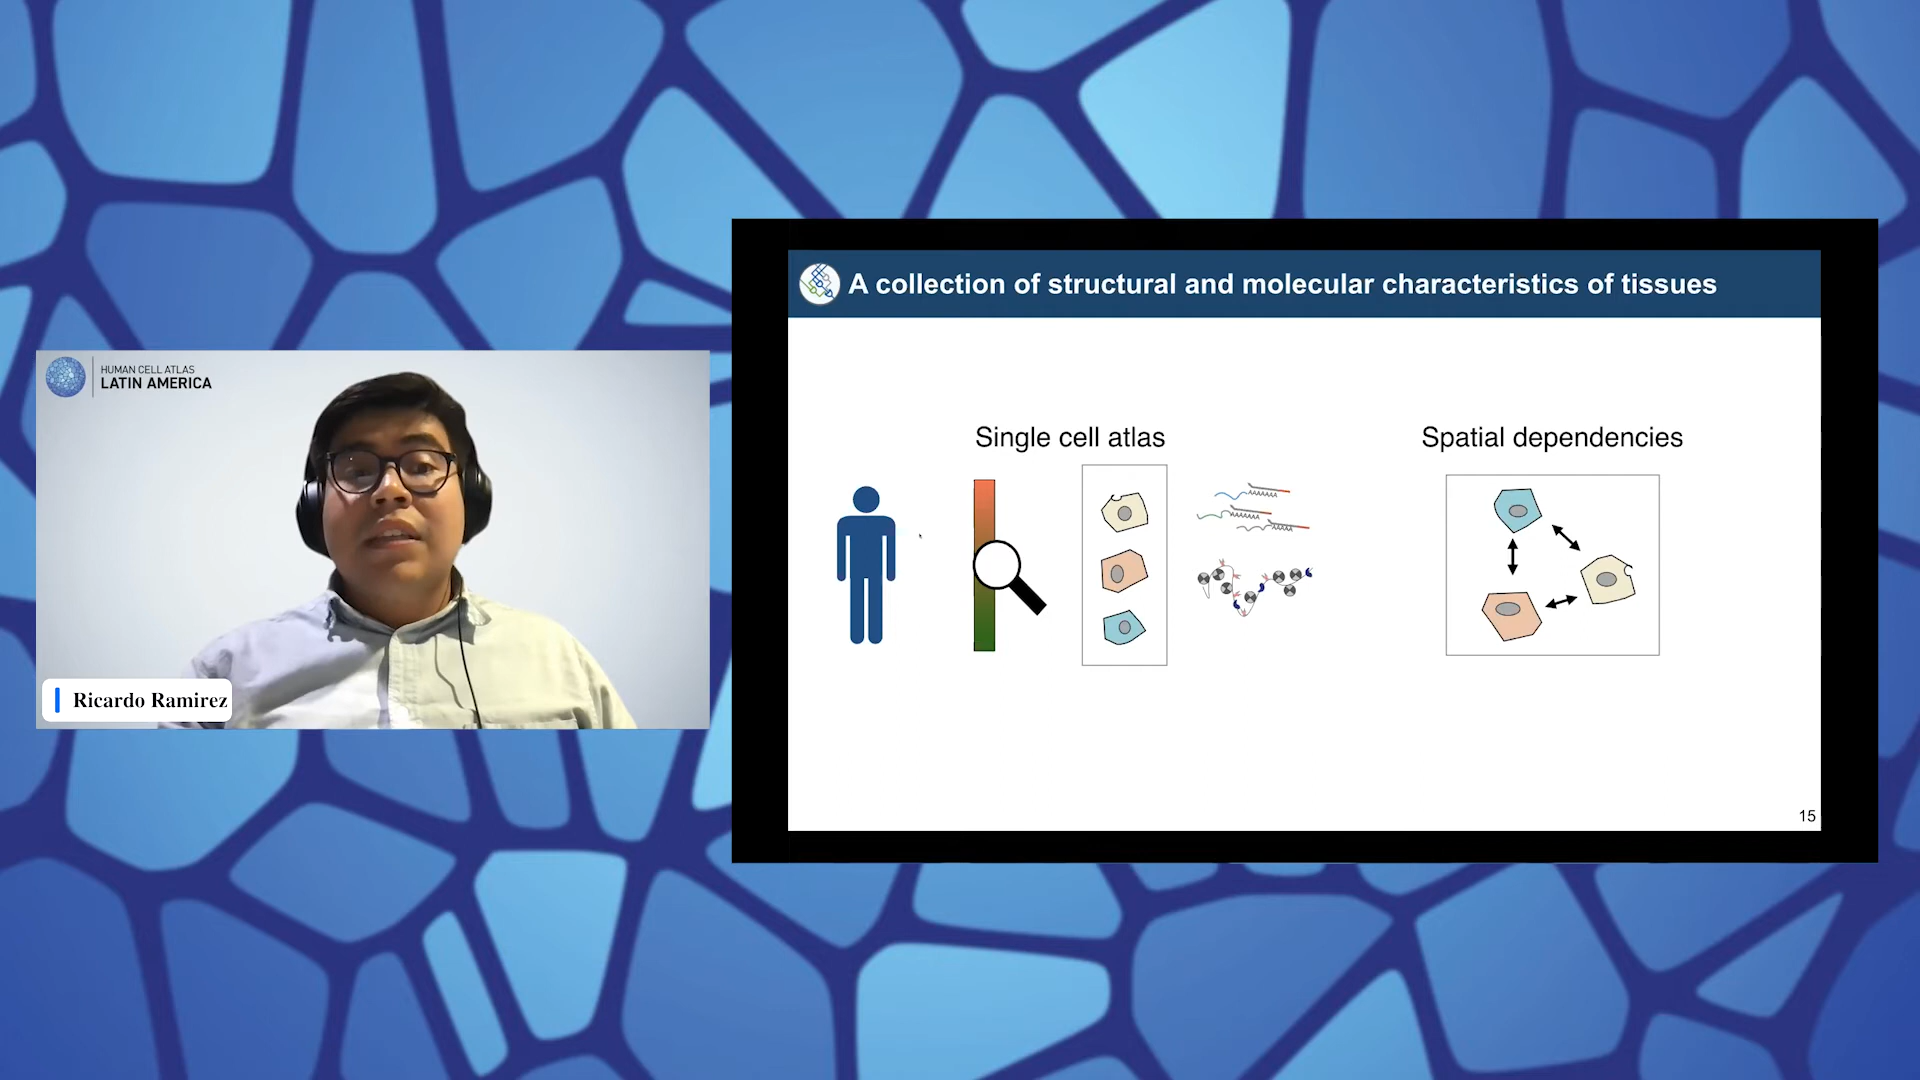 HUMAN CELL ATLAS
LATIN AMERICA
Ricardo Ramirez
A collection of structural and molecular characteristics of tissues
Single cell atlas
Spatial dependencies
15